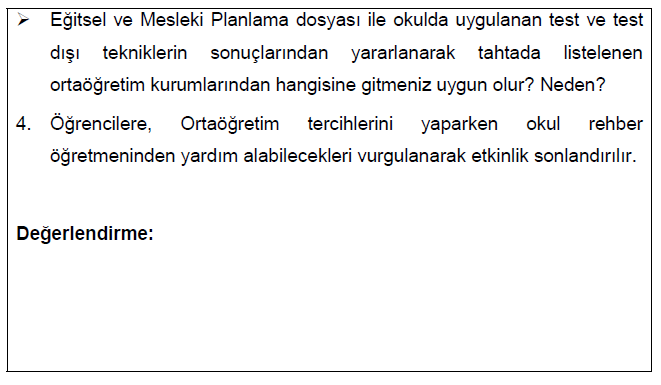 ➢ Eğitsel ve Mesleki Planlama dosyası ile okulda uygulanan test ve test
dışı tekniklerin sonuçlarından yararlanarak tahtada listelenen
ortaöğretim kurumlarından hangisine gitmeniz uygun olur? Neden?
4. Öğrencilere, Ortaöğretim tercihlerini yaparken okul rehber
öğretmeninden yardım alabilecekleri vurgulanarak etkinlik sonlandırılır.
Değerlendirme: